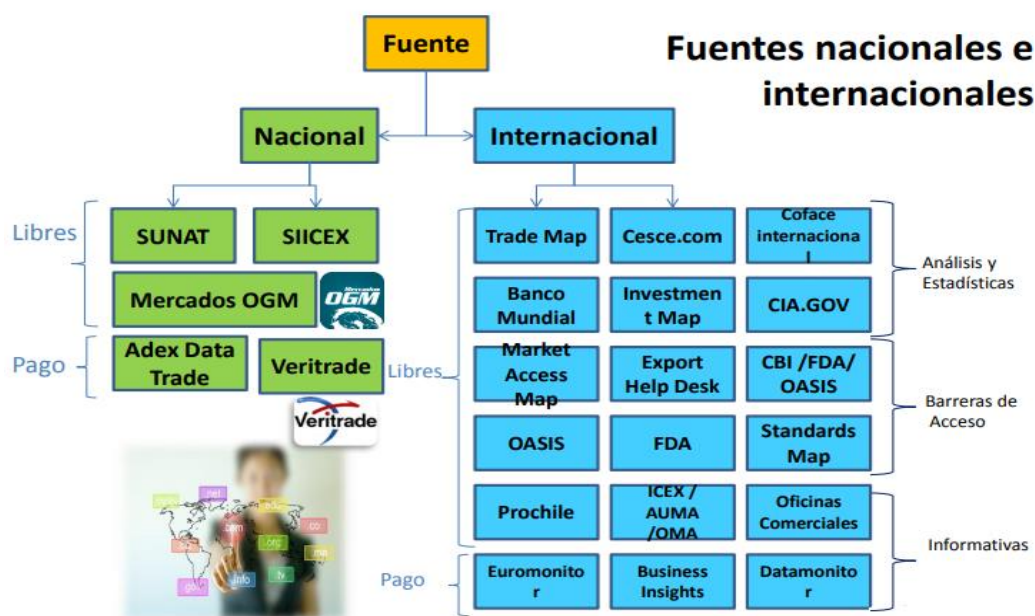 Fuente
Fuentes nacionales e
internacionales
Nacional
Internacional
Libres
SUNAT
SIICEX
Mercados OGM
Mercados
OGM
Pago
Adex Data
Trade
Veritrade
Veritrade
Libres
Trade Map
Cesce.com
Coface
internaciona
l
Banco
Mundial
Investmen
t Map
CIA.GOV
Análisis y
Estadísticas
Market
Access
Map
Export
Help Desk
CBI /FDA/
OASIS
OASIS
FDA
Standards
Map
Barreras de
Acceso
Prochile
ICEX /
AUMA
/OMA
Oficinas
Comerciales
Informativas
Pago
Euromonito
r
Business
Insights
Datamonito
r
.net
.edu
.com
.co
.org
.ma
.info
.tv
.gov